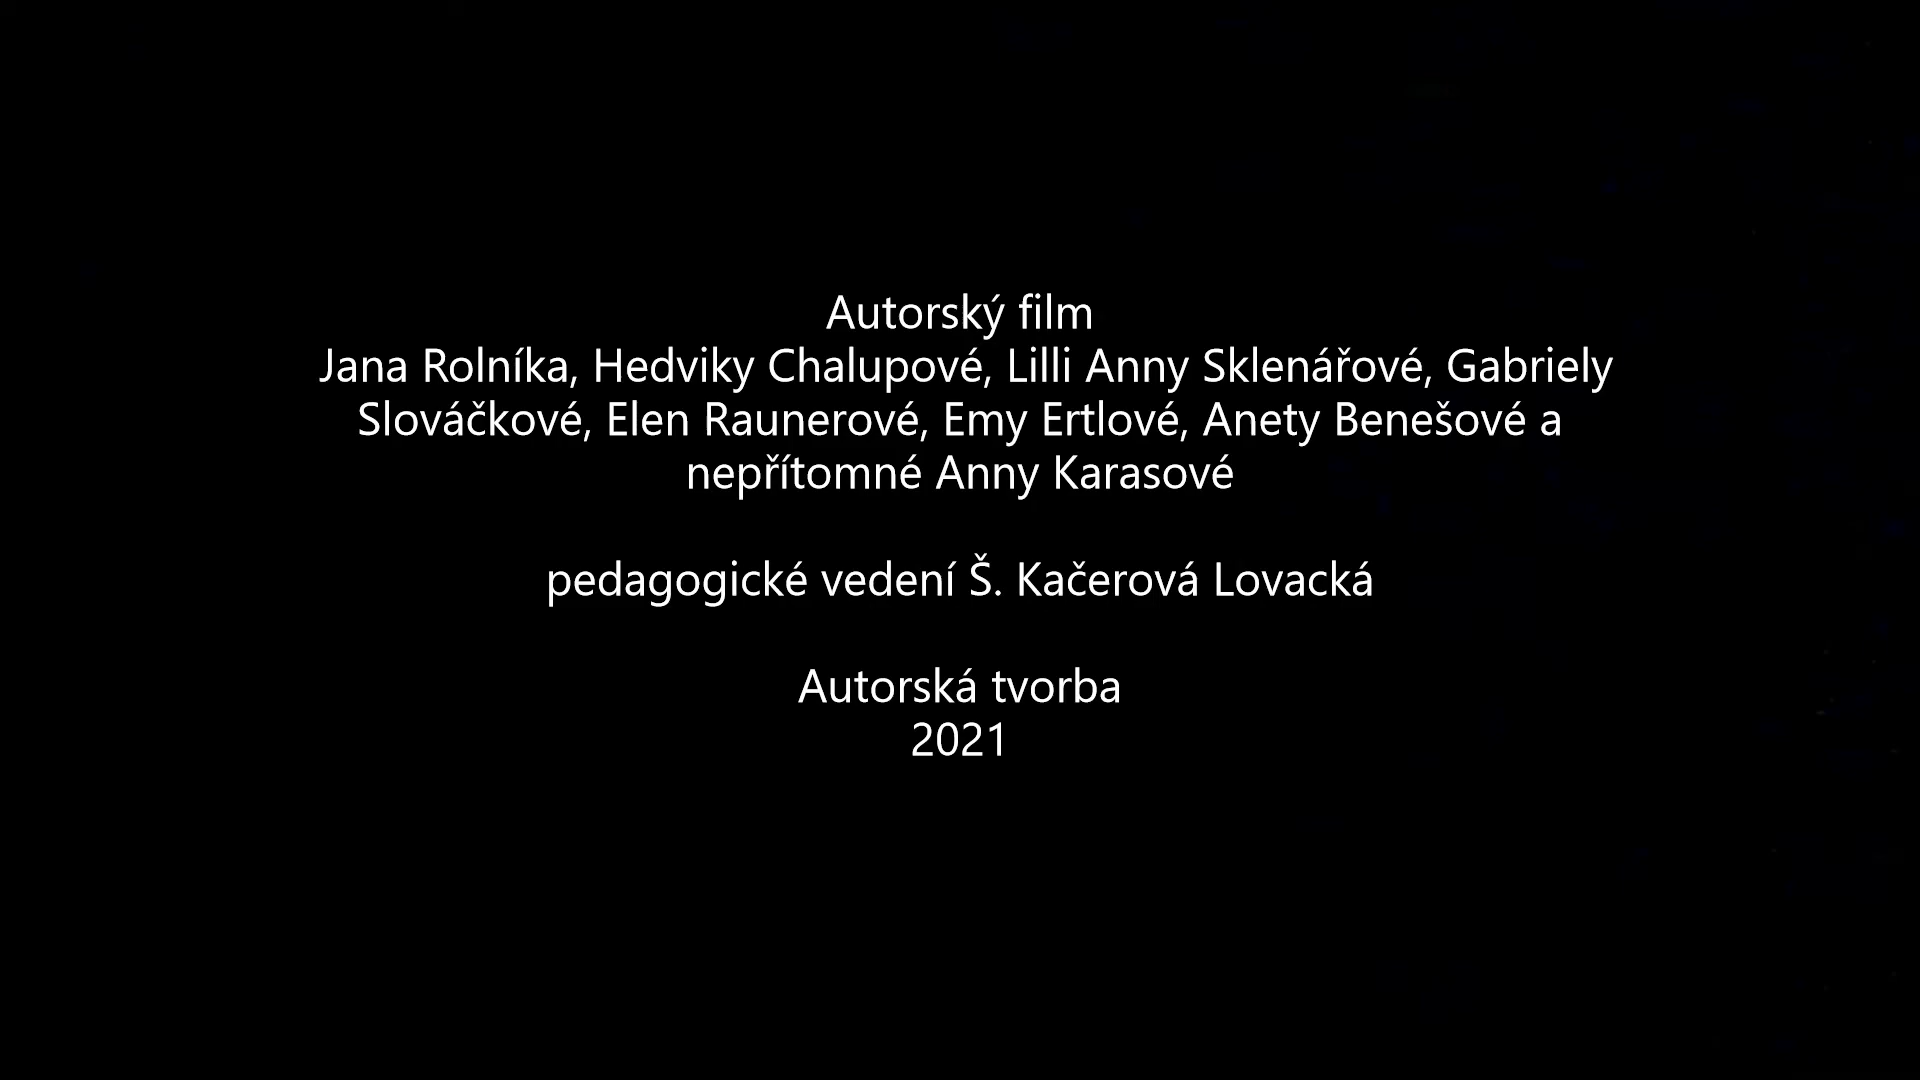 Autorský film
Jana Rolníka, Hedviky Chalupové, Lilli Anny Sklenářové, Gabriely
Slováčkové, Elen Raunerové, Emy Ertlové, Anety Benešové a
nepřítomné Anny Karasové
pedagogické vedení Š. Kačerová Lovacká
Autorská tvorba
2021